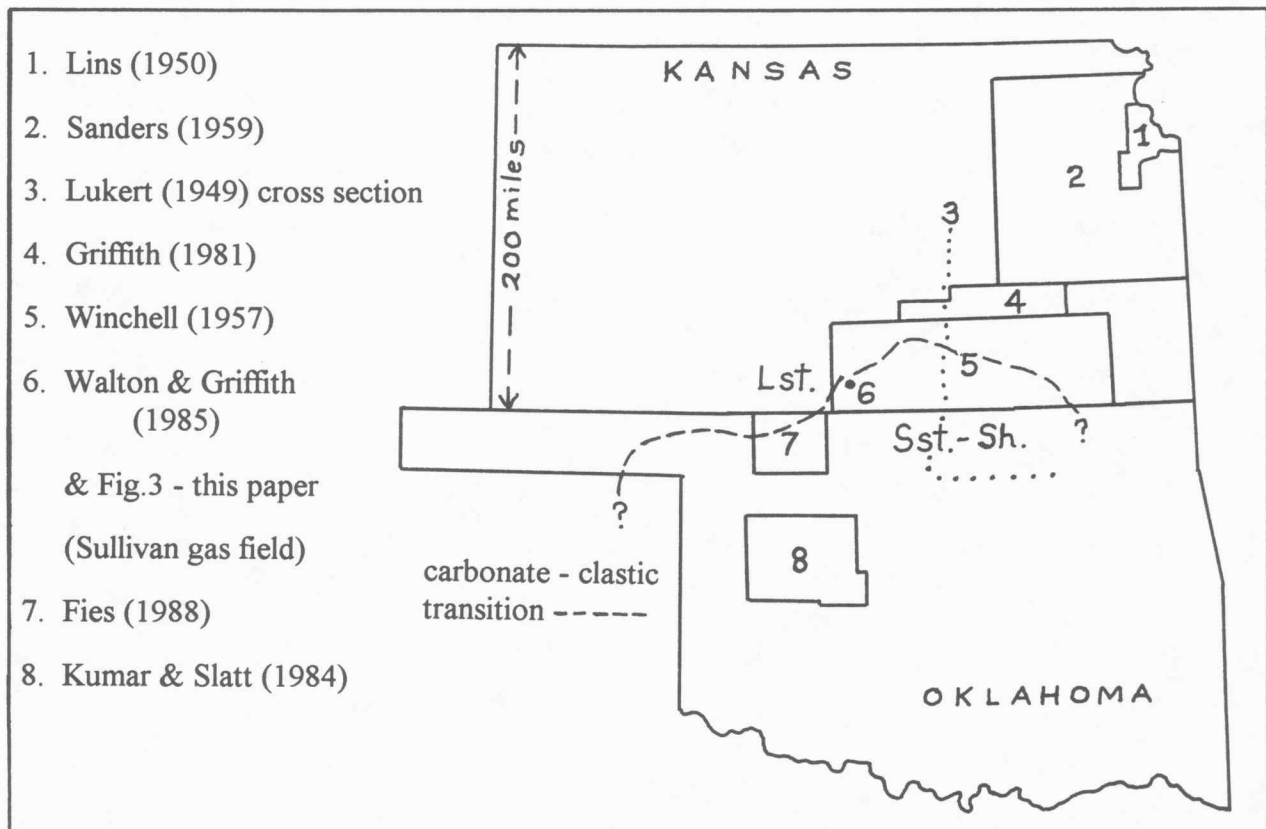 1. Lins (1950)
2. Sanders (1959)
3. Lukert (1949) cross section
4. Griffith (1981)
5. Winchell (1957)
6. Walton & Griffith
(1985)
& Fig.3 - this paper
(Sullivan gas field)
7. Fies (1988)
8. Kumar & Slatt (1984)
KANSAS
200 miles
1
2
3
4
5
Lst.
6
7
Sst.-Sh.
?
?
carbonate - clastic
transition -----
8
OKLAHOMA